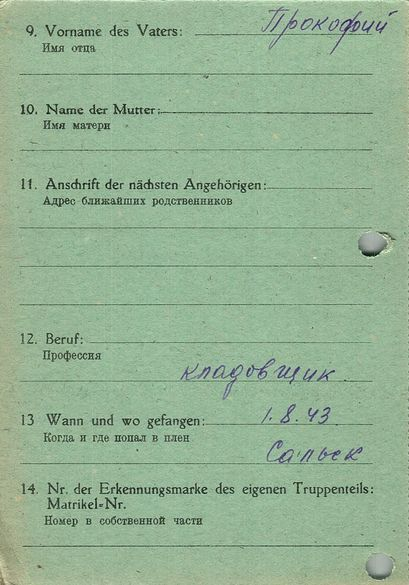 9. Vorname des Vaters: Прокофий
Имя отца
10. Name der Mutter:
Имя матери
11. Anschrift der nächsten Angehörigen:
Адрес ближайших родственников
12. Beruf:
Профессия
кладовщик
13 Wann und wo gefangen: 1.8.43
Когда и где попал в плен
Сальск
14. Nr. der Erkennungsmarke des eigenen Truppenteils:
Matrikel=Nr.
Номер в собственной части